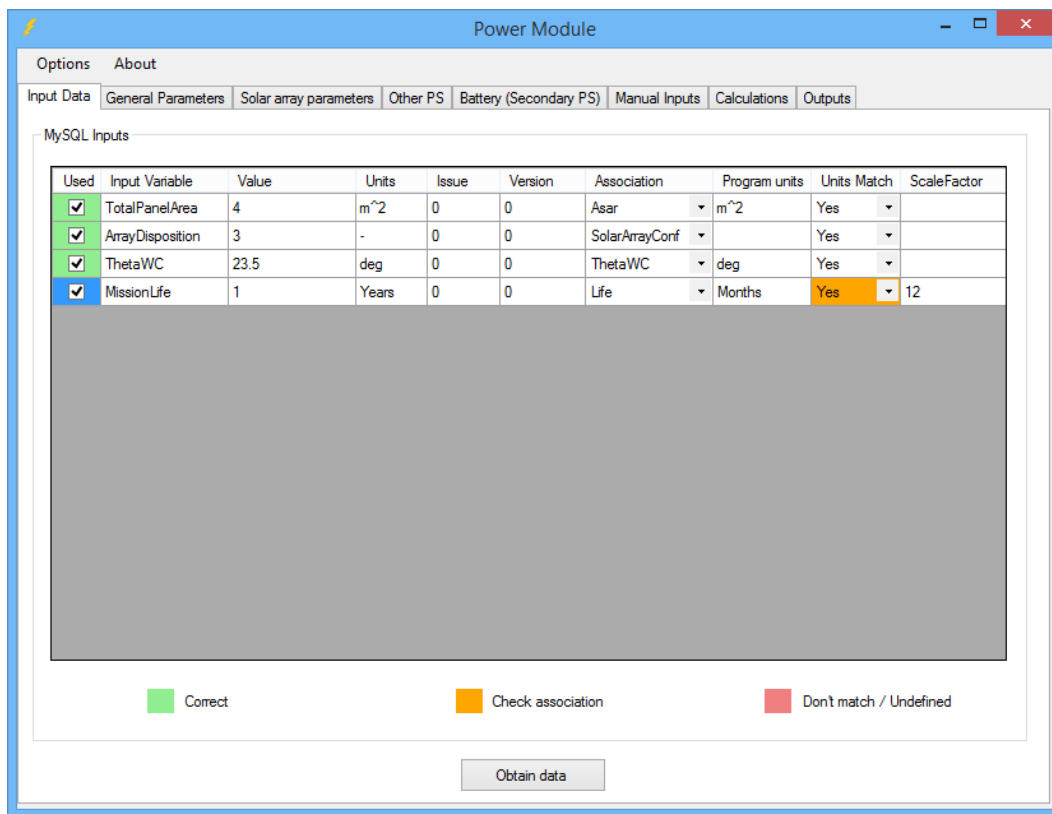 Power Module
Options About
Input Data General Parameters Solar array parameters Other PS Battery (Secondary PS) Manual Inputs Calculations Outputs
MySQL Inputs
Used Input Variable Value Units Issue Version Association Program units Units Match ScaleFactor
TotalPanelArea 4 m^2 0 0 Asar m^2 Yes
ArrayDisposition 3 - 0 0 SolarArrayConf Yes
ThetaWC 23.5 deg 0 0 ThetaWC deg Yes
MissionLife 1 Years 0 0 Life Months Yes 12
Correct Check association Don't match / Undefined
Obtain data